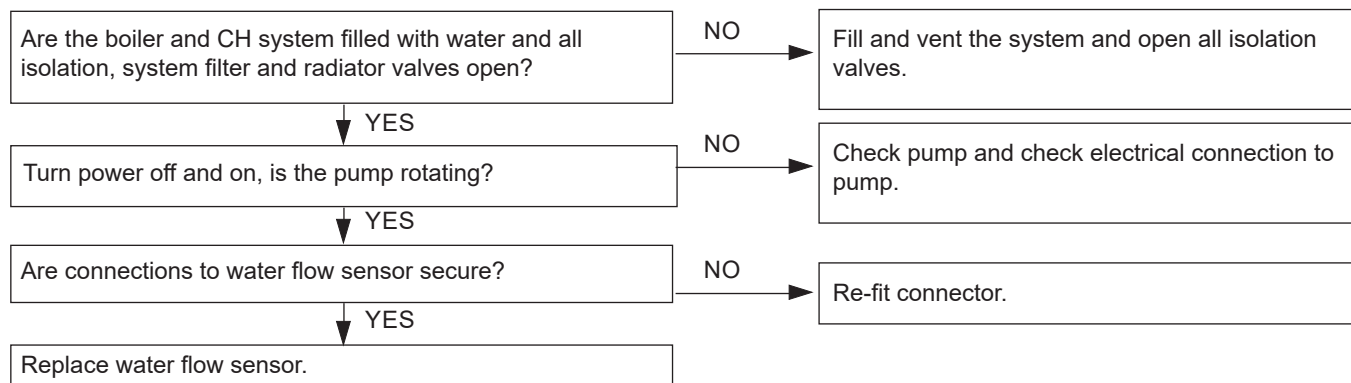 Are the boiler and CH system filled with water and all
isolation, system filter and radiator valves open?
NO
Fill and vent the system and open all isolation
valves.
YES
Turn power off and on, is the pump rotating?
NO
Check pump and check electrical connection to
pump.
YES
Are connections to water flow sensor secure?
NO
Re-fit connector.
YES
Replace water flow sensor.